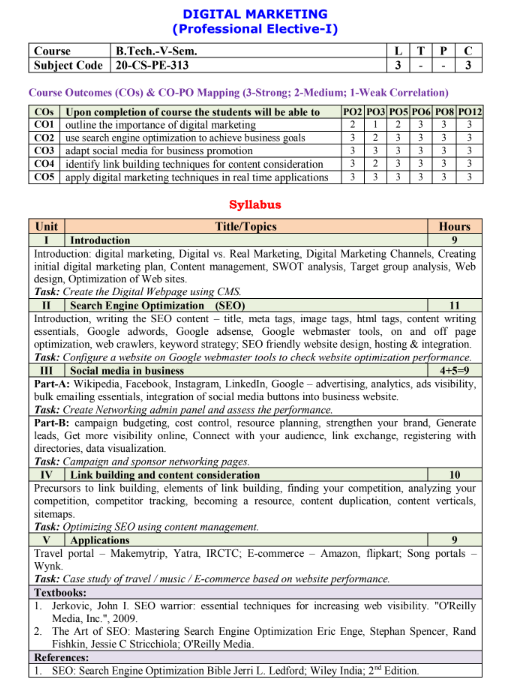 DIGITAL MARKETING
(Professional Elective-I)
Course B.Tech.-V-Sem. L T P C
Subject Code 20-CS-PE-313 3 - - 3
Course Outcomes (COs) & CO-PO Mapping (3-Strong; 2-Medium; 1-Weak Correlation)
COs Upon completion of course the students will be able to PO2 PO3 PO5 PO6 PO8 PO12
CO1 outline the importance of digital marketing 2 1 2 3 3 3
CO2 use search engine optimization to achieve business goals 3 2 3 3 3 3
CO3 adapt social media for business promotion 3 3 3 3 3 3
CO4 identify link building techniques for content consideration 3 2 3 3 3 3
CO5 apply digital marketing techniques in real time applications 3 3 3 3 3 3
Syllabus
Unit Title/Topics Hours
I Introduction 9
Introduction: digital marketing, Digital vs. Real Marketing, Digital Marketing Channels, Creating
initial digital marketing plan, Content management, SWOT analysis, Target group analysis, Web
design, Optimization of Web sites.
Task: Create the Digital Webpage using CMS.
II Search Engine Optimization (SEO) 11
Introduction, writing the SEO content – title, meta tags, image tags, html tags, content writing
essentials, Google adwords, Google adsense, Google webmaster tools, on and off page
optimization, web crawlers, keyword strategy; SEO friendly website design, hosting & integration.
Task: Configure a website on Google webmaster tools to check website optimization performance.
III Social media in business 4+5=9
Part-A: Wikipedia, Facebook, Instagram, LinkedIn, Google – advertising, analytics, ads visibility,
bulk emailing essentials, integration of social media buttons into business website.
Task: Create Networking admin panel and assess the performance.
Part-B: campaign budgeting, cost control, resource planning, strengthen your brand, Generate
leads, Get more visibility online, Connect with your audience, link exchange, registering with
directories, data visualization.
Task: Campaign and sponsor networking pages.
IV Link building and content consideration 10
Precursors to link building, elements of link building, finding your competition, analyzing your
competition, competitor tracking, becoming a resource, content duplication, content verticals,
sitemaps.
Task: Optimizing SEO using content management.
V Applications 9
Travel portal – Makemytrip, Yatra, IRCTC; E-commerce – Amazon, flipkart; Song portals –
Wynk.
Task: Case study of travel / music / E-commerce based on website performance.
Textbooks:
1. Jerkovic, John I. SEO warrior: essential techniques for increasing web visibility. "O'Reilly
Media, Inc.", 2009.
2. The Art of SEO: Mastering Search Engine Optimization Eric Enge, Stephan Spencer, Rand
Fishkin, Jessie C Stricchiola; O'Reilly Media.
References:
1. SEO: Search Engine Optimization Bible Jerri L. Ledford; Wiley India; 2nd Edition.